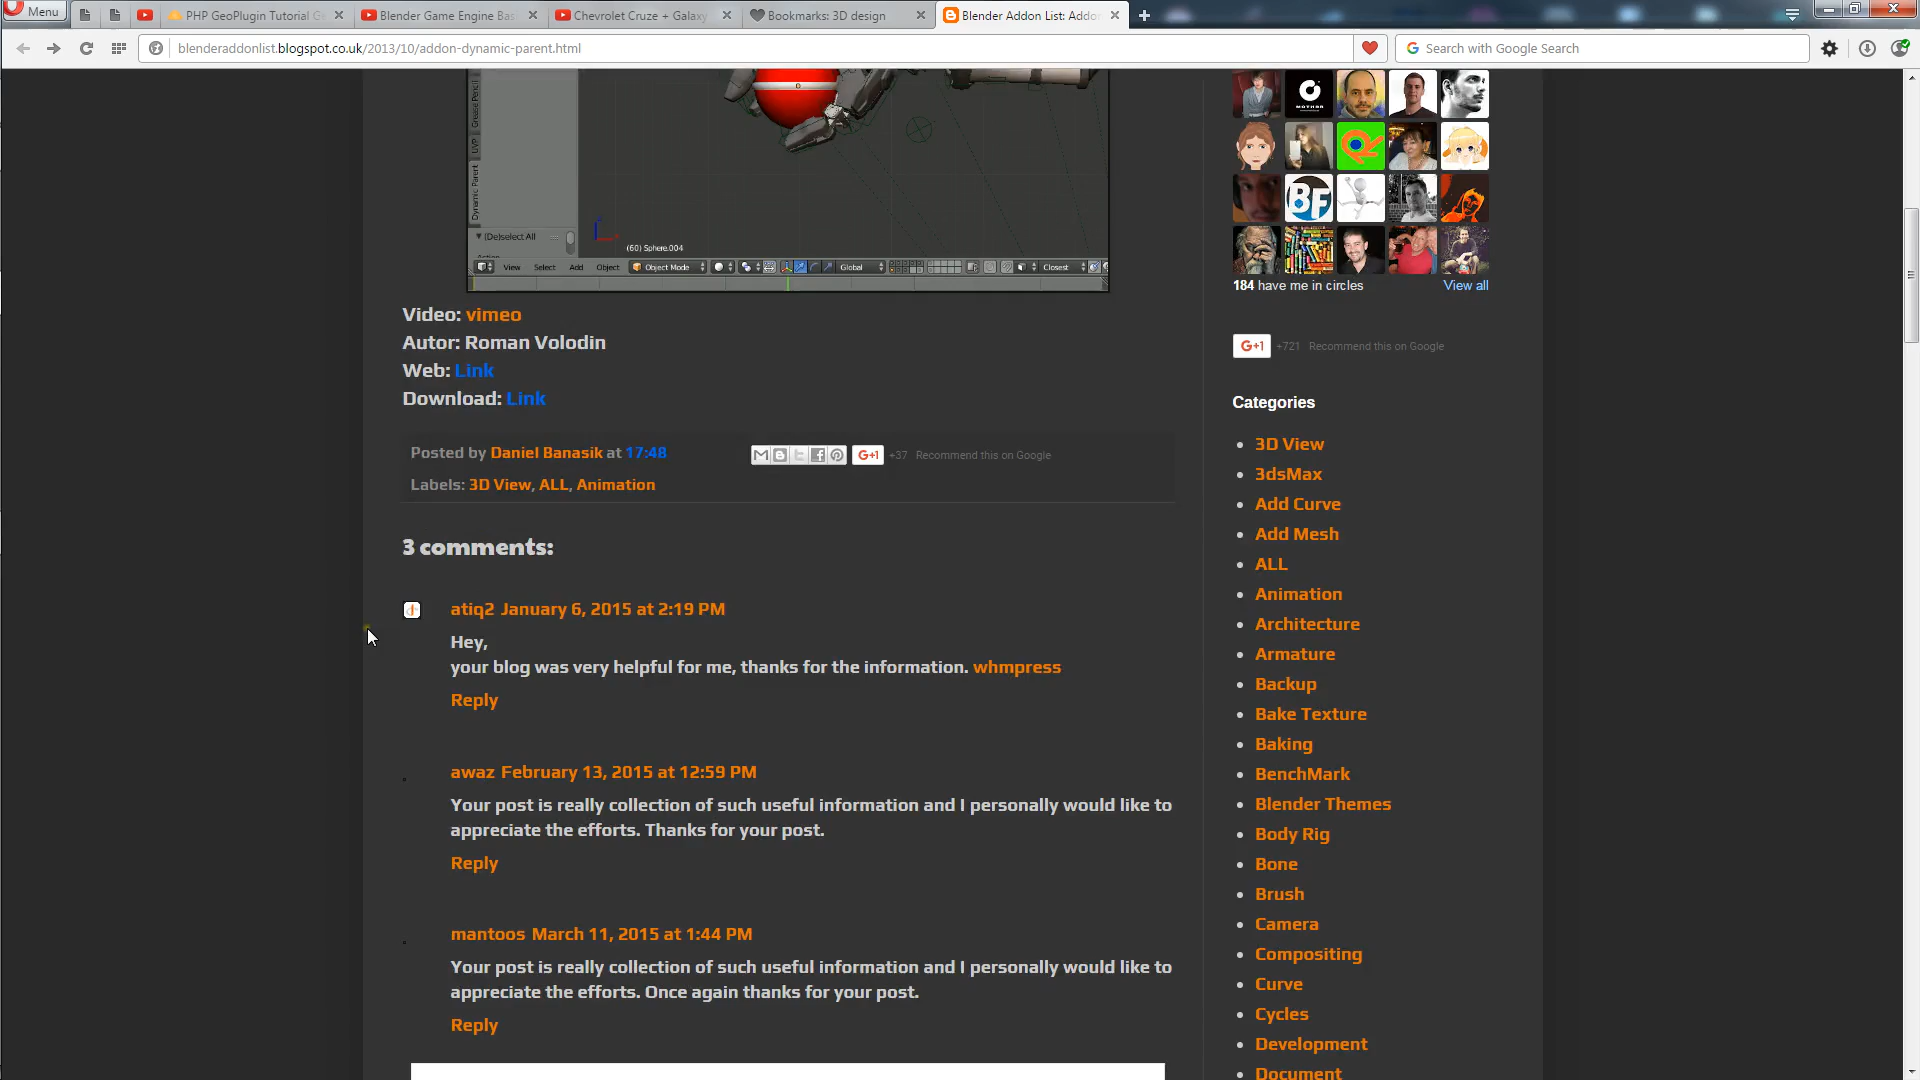 Menu
PHP GeoPlugin Tutorial Ge
Blender Game Engine Bas
Chevrolet Cruze + Galaxy
Bookmarks: 3D design
Blender Addon List: Addo
blenderaddonlist.blogspot.co.uk/2013/10/addon-dynamic-parent.html
Search with Google Search
Grease Pencil
UVP
Dynamic Parent
(De)select All
Action
(60) Sphere.004
View Select Add Object Object Mode Global Closest
Video: vimeo
Autor: Roman Volodin
Web: Link
Download: Link
Posted by Daniel Banasik at 17:48
G+1 +37 Recommend this on Google
Labels: 3D View, ALL, Animation
3 comments:
atiq2 January 6, 2015 at 2:19 PM
Hey,
your blog was very helpful for me, thanks for the information. whmpress
Reply
awaz February 13, 2015 at 12:59 PM
Your post is really collection of such useful information and I personally would like to
appreciate the efforts. Thanks for your post.
Reply
mantoos March 11, 2015 at 1:44 PM
Your post is really collection of such useful information and I personally would like to
appreciate the efforts. Once again thanks for your post.
Reply
MOTHER
BF
184 have me in circles View all
G+1 +721 Recommend this on Google
Categories
3D View
3dsMax
Add Curve
Add Mesh
ALL
Animation
Architecture
Armature
Backup
Bake Texture
Baking
BenchMark
Blender Themes
Body Rig
Bone
Brush
Camera
Compositing
Curve
Cycles
Development
Document